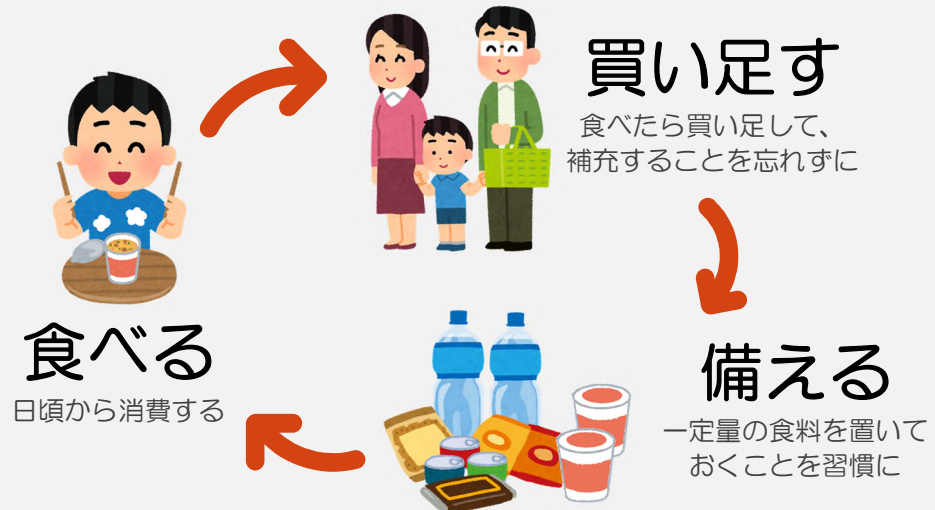 買い足す
食べたら買い足して、
補充することを忘れずに
備える
一定量の食料を置いて
おくことを習慣に
食べる
日頃から消費する